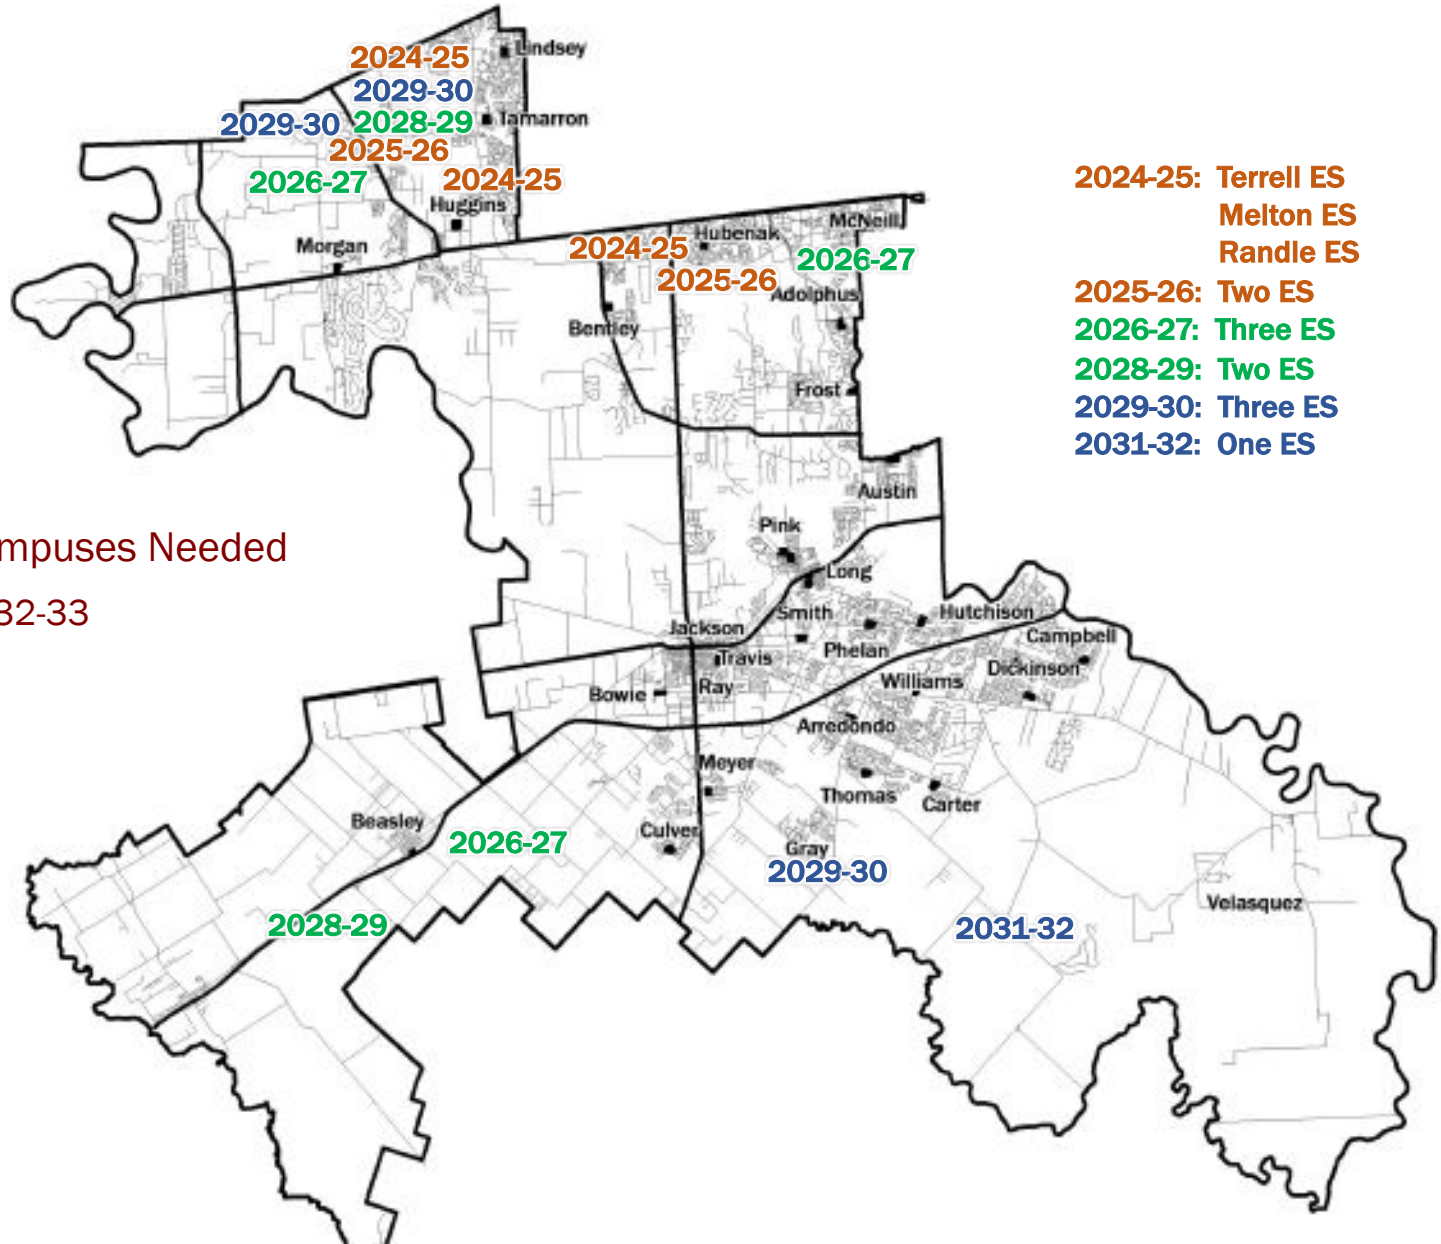 Lindsey
2024-25
2029-30
2029-30
2028-29
Tamarron
2025-26
2026-27
2024-25
Huggins
Morgan
2024-25
Hubenak
McNeill
2026-27
2025-26
Adolphus
Bentley
Frost
2024-25: Terrell ES
Melton ES
Randle ES
2025-26: Two ES
2026-27: Three ES
2028-29: Two ES
2029-30: Three ES
2031-32: One ES
Austin
Pink
mpuses Needed
Long
32-33
Smith
Hutchison
Jackson
Campbell
Phelan
Travis
Dickinson
Williams
Bowie
Ray
Arredondo
Meyer
Thomas
Carter
Beasley
Culver
2026-27
Gray
2029-30
Velasquez
2028-29
2031-32